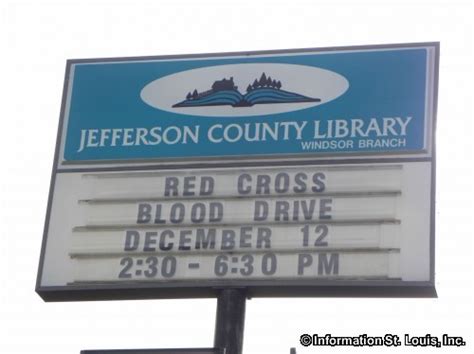 JEFFERSON COUNTY LIBRARY
WINDSOR BRANCH
RED CROSS
BLOOD DRIVE
DECEMBER 12
2:30 - 6:30 PM
©Information St. Louis, Inc.